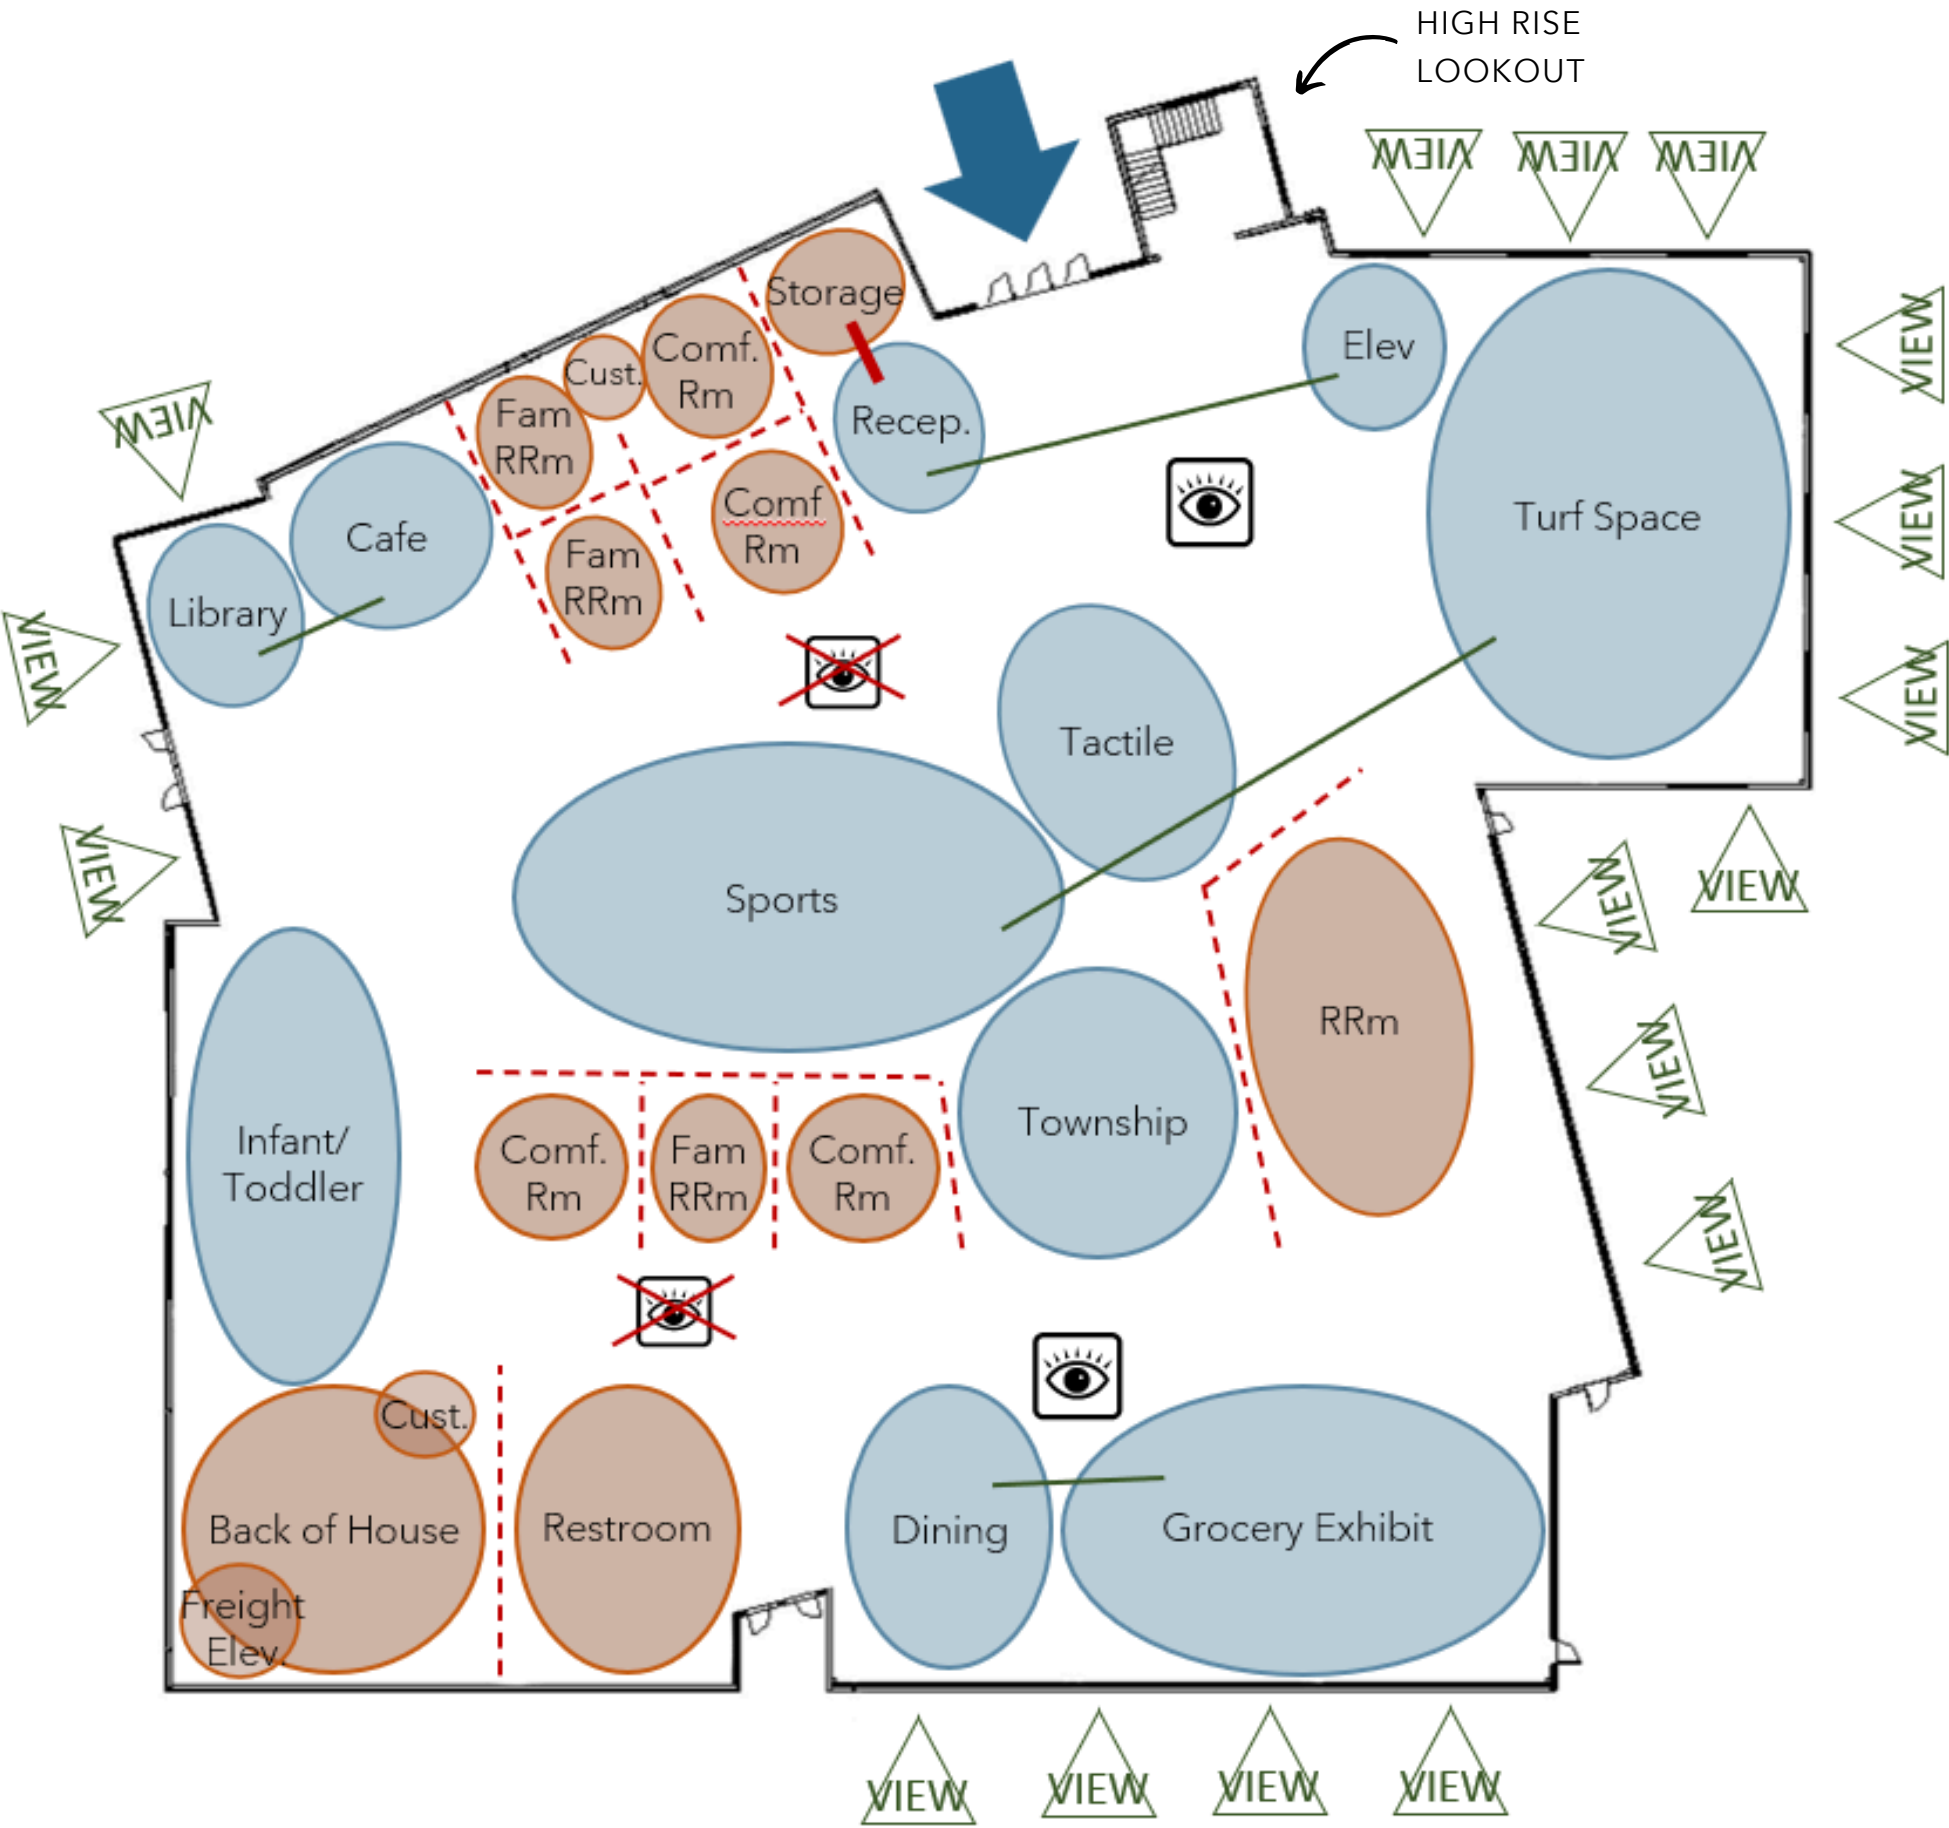 HIGH RISE
LOOKOUT
VIEW
VIEW
VIEW
Storage
Comf.
Rm
Cust.
Fam
RRm
Recep.
Elev
VIEW
VIEW
Cafe
Comf
Rm
Turf Space
VIEW
Fam
RRm
Library
VIEW
VIEW
Tactile
VIEW
Sports
VIEW
VIEW
RRm
Township
VIEW
Infant/
Toddler
Comf.
Rm
Fam
RRm
Comf.
Rm
VIEW
Cust.
Back of House
Restroom
Dining
Grocery Exhibit
Freight
Elev.
VIEW
VIEW
VIEW
VIEW